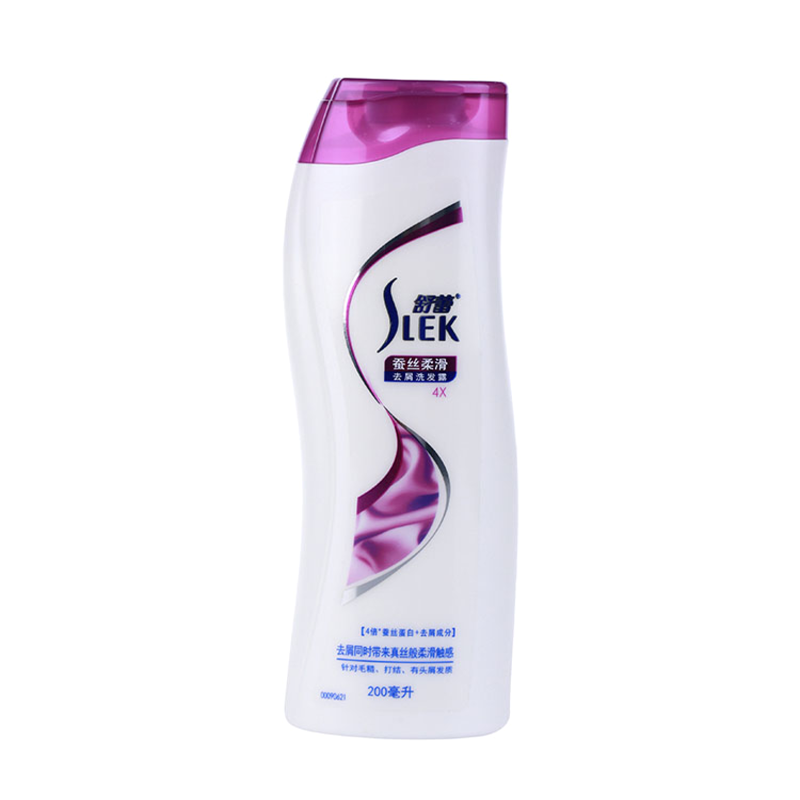 舒蕾®
SLEK
蚕丝柔滑
去屑洗发露
4X
【4倍*蚕丝蛋白+去屑成分】
去屑同时带来真丝般柔滑触感
针对毛糙、打结、有头屑发质
00090621
200毫升